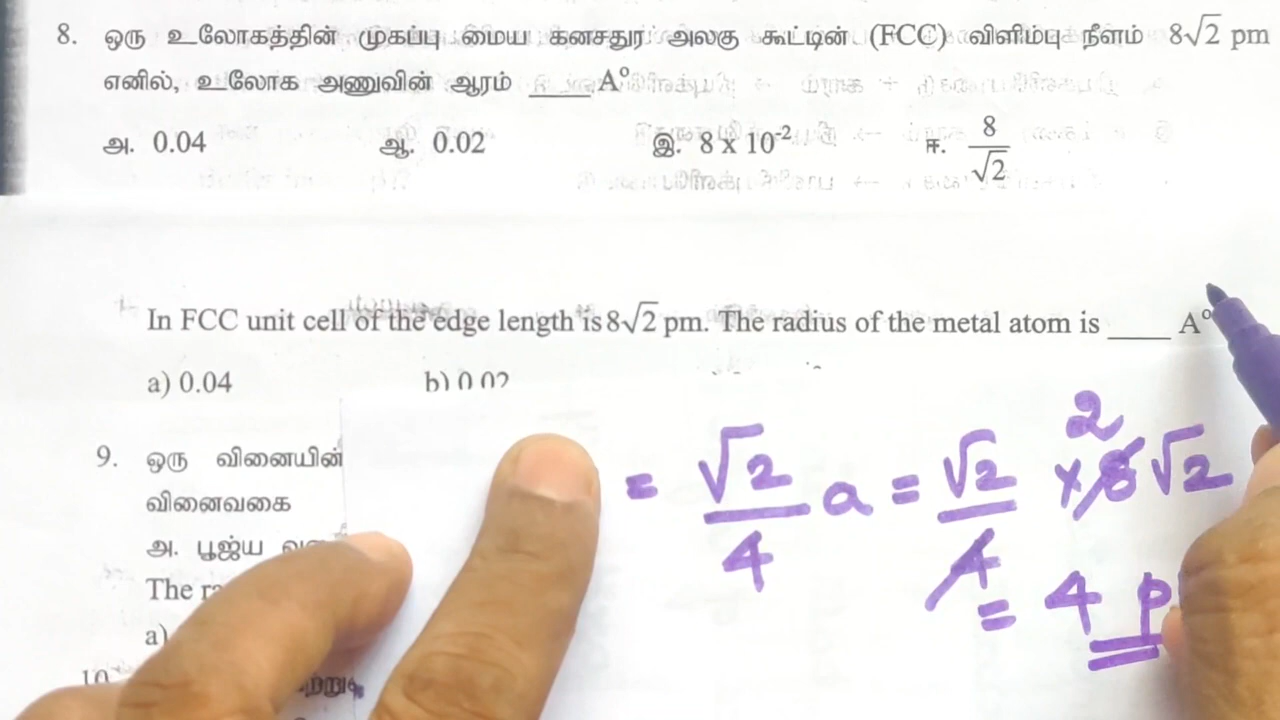 8. ஒரு உலோகத்தின் முகப்பு மைய கனசதுர அலகு கூட்டின் (FCC) விளிம்பு நீளம் 8√2 pm
எனில், உலோக அணுவின் ஆரம் ____ A°
அ. 0.04 ஆ. 0.02 இ. 8 x 10⁻² ஈ. 8/√2
In FCC unit cell of the edge length is 8√2 pm. The radius of the metal atom is ____ A°
a) 0.04 b) 0.02
= √2/4 a = √2/4 × 8√2 2
= 4 p
9. ஒரு வினையின்
வினைவகை
அ. பூஜ்ய
The
a)
10